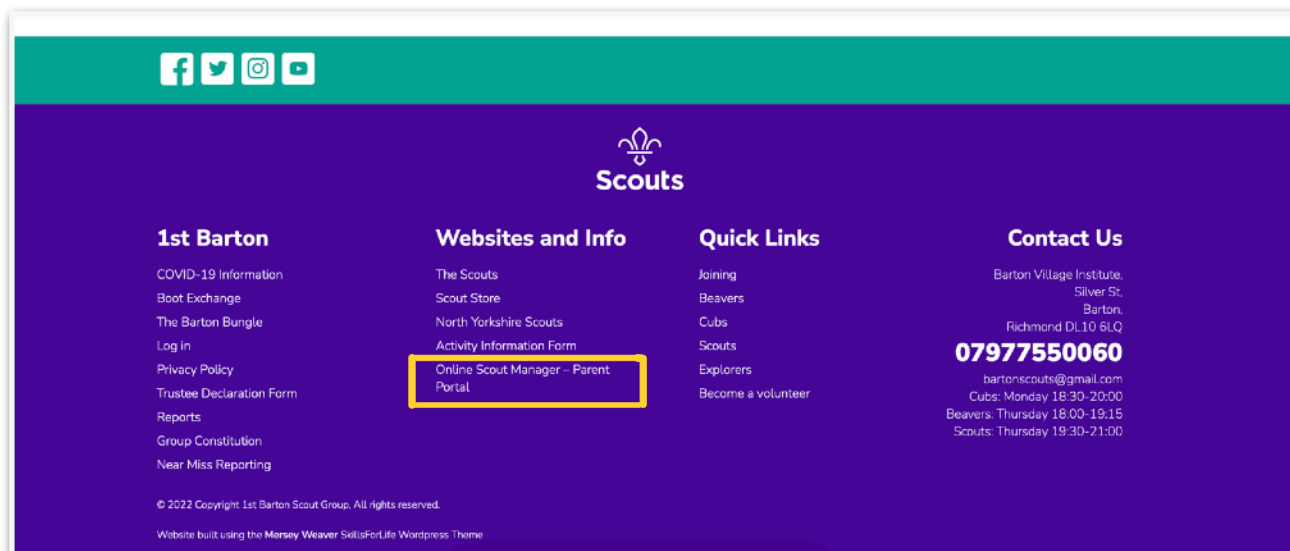 Scouts
1st Barton
COVID-19 Information
Boot Exchange
The Barton Bungle
Log in
Privacy Policy
Trustee Declaration Form
Reports
Group Constitution
Near Miss Reporting
Websites and Info
The Scouts
Scout Store
North Yorkshire Scouts
Activity Information Form
Online Scout Manager – Parent
Portal
Quick Links
Joining
Beavers
Cubs
Scouts
Explorers
Become a volunteer
Contact Us
Barton Village Institute,
Silver St,
Barton,
Richmond DL10 6LQ
07977550060
bartonscouts@gmail.com
Cubs: Monday 18:30-20:00
Beavers: Thursday 18:00-19:15
Scouts: Thursday 19:30-21:00
© 2022 Copyright 1st Barton Scout Group, All rights reserved.
Website built using the Mersey Weaver SkillsForLife Wordpress Theme